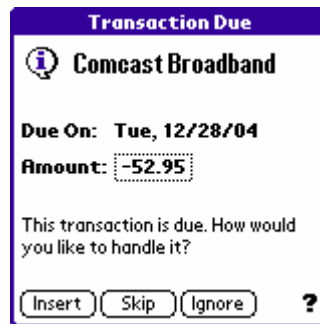 Transaction Due
Comcast Broadband
Due On: Tue, 12/28/04
Amount: -52.95
This transaction is due. How would
you like to handle it?
Insert Skip Ignore ?